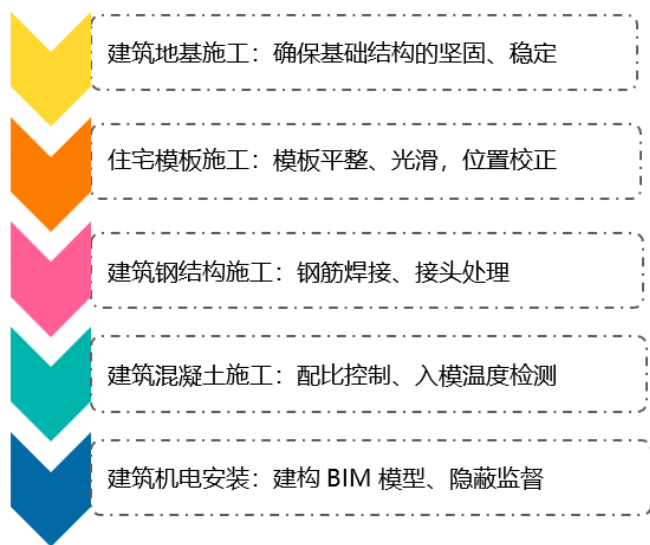 建筑地基施工：确保基础结构的坚固、稳定
住宅模板施工：模板平整、光滑，位置校正
建筑钢结构施工：钢筋焊接、接头处理
建筑混凝土施工：配比控制、入模温度检测
建筑机电安装：建构 BIM 模型、隐蔽监督